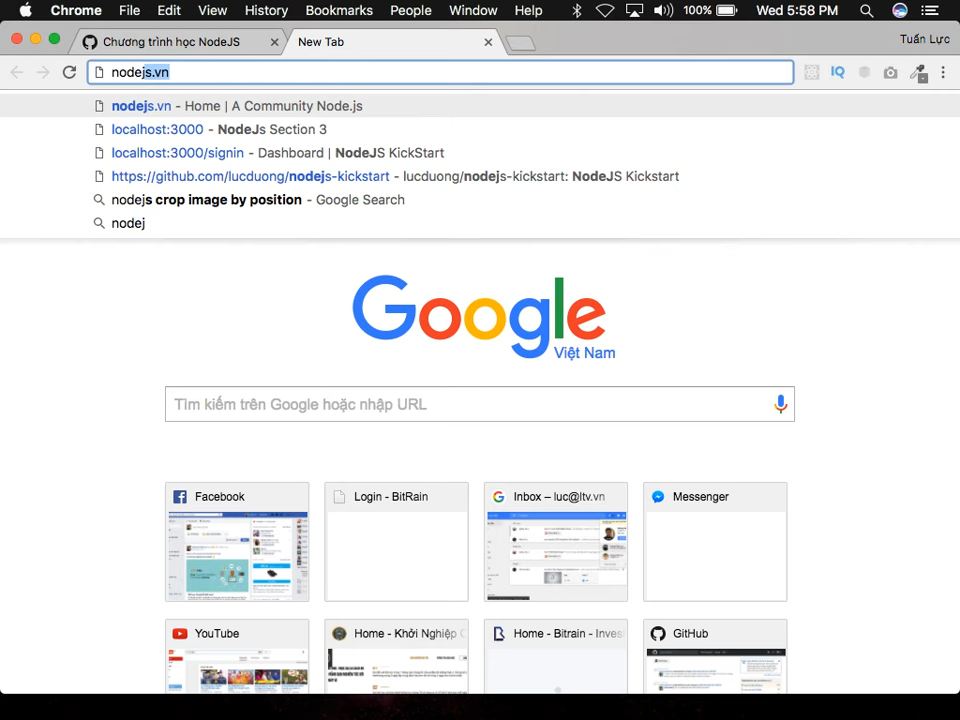 Chrome File Edit View History Bookmarks People Window Help 100% Wed 5:58 PM
Chương trình học NodeJS New Tab Tuấn Lực
nodejs.vn
nodejs.vn - Home | A Community Node.js
localhost:3000 - NodeJs Section 3
localhost:3000/signin - Dashboard | NodeJS KickStart
https://github.com/lucduong/nodejs-kickstart - lucduong/nodejs-kickstart: NodeJS Kickstart
nodejs crop image by position - Google Search
nodej
Google
Việt Nam
Tìm kiếm trên Google hoặc nhập URL
Facebook Login - BitRain Inbox – luc@ltv.vn Messenger
YouTube Home - Khởi Nghiệp Home - Bitrain - Inves GitHub